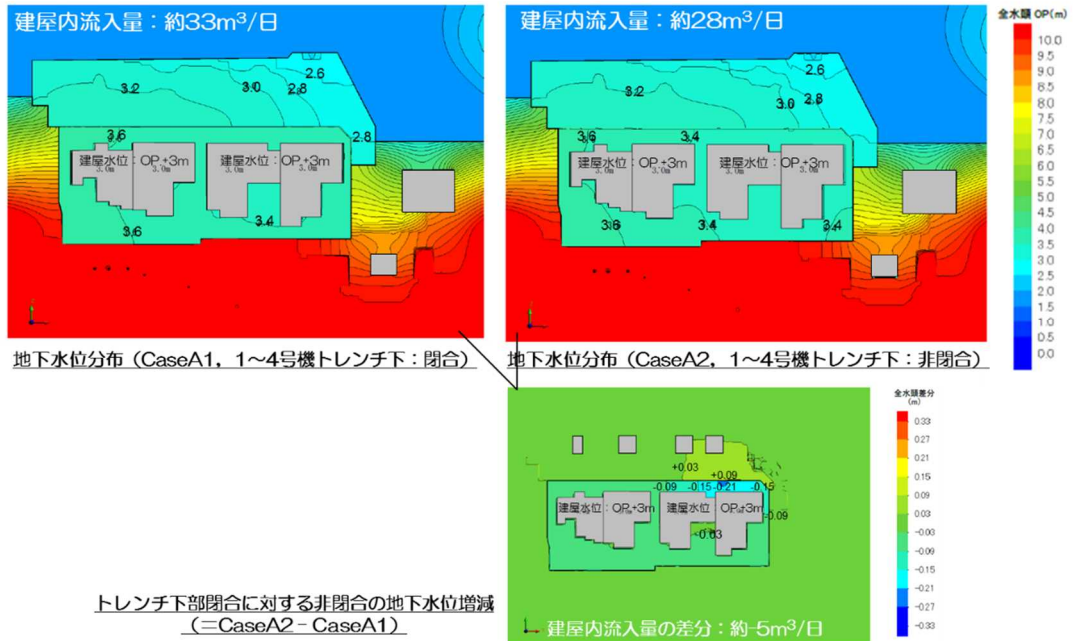 建屋内流入量：約33m³/日
2.6
3.2
3.0
2.8
2.8
3.6
建屋水位：OP.+3m
3.0m
建屋水位：OP.+3m
3.0m
3.4
3.6
地下水位分布（CaseA1，1～4号機トレンチ下：閉合）
建屋内流入量：約28m³/日
2.6
3.2
3.0
2.8
3.6
3.4
建屋水位：OP.+3m
3.0m
建屋水位：OP.+3m
3.0m
3.6
3.4
3.4
地下水位分布（CaseA2，1～4号機トレンチ下：非閉合）
全水頭 OP(m)
10.0
9.5
9.0
8.5
8.0
7.5
7.0
6.5
6.0
5.5
5.0
4.5
4.0
3.5
3.0
2.5
2.0
1.5
1.0
0.5
0.0
+0.03
+0.09
-0.09 -0.15 -0.21 -0.15
-0.09
建屋水位：OP.+3m
建屋水位 OP.+3m
-0.03
建屋内流入量の差分：約-5m³/日
全水頭差分
(m)
0.33
0.27
0.21
0.15
0.09
0.03
-0.03
-0.09
-0.15
-0.21
-0.27
-0.33
トレンチ下部閉合に対する非閉合の地下水位増減
（＝CaseA2－CaseA1）